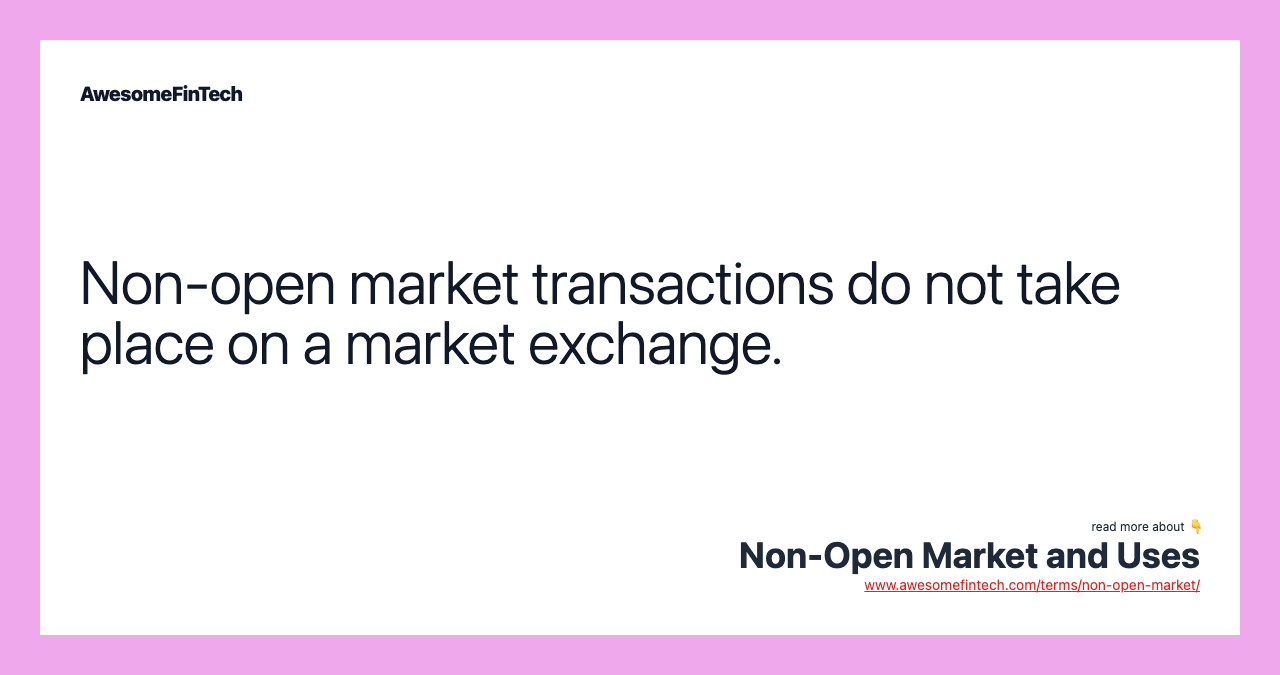 AwesomeFinTech
Non-open market transactions do not take
place on a market exchange.
read more about 👇
Non-Open Market and Uses
www.awesomefintech.com/terms/non-open-market/